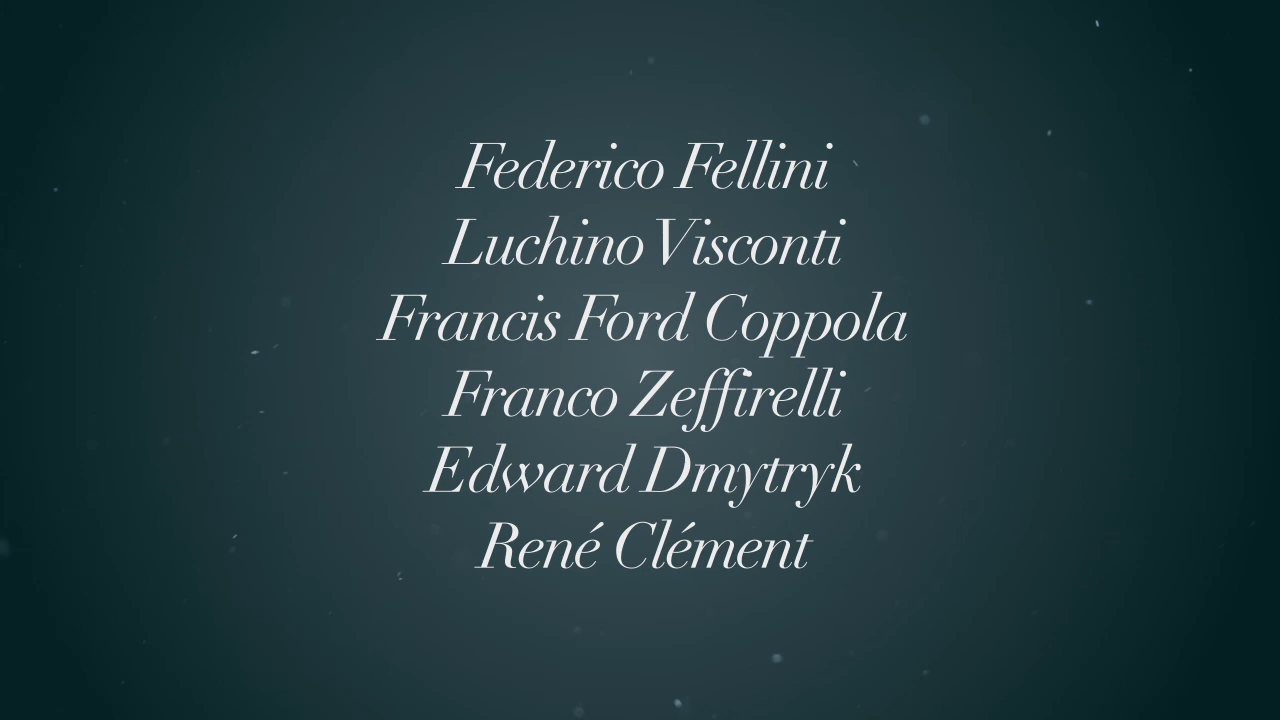 Federico Fellini
Luchino Visconti
Francis Ford Coppola
Franco Zeffirelli
Edward Dmytryk
René Clément